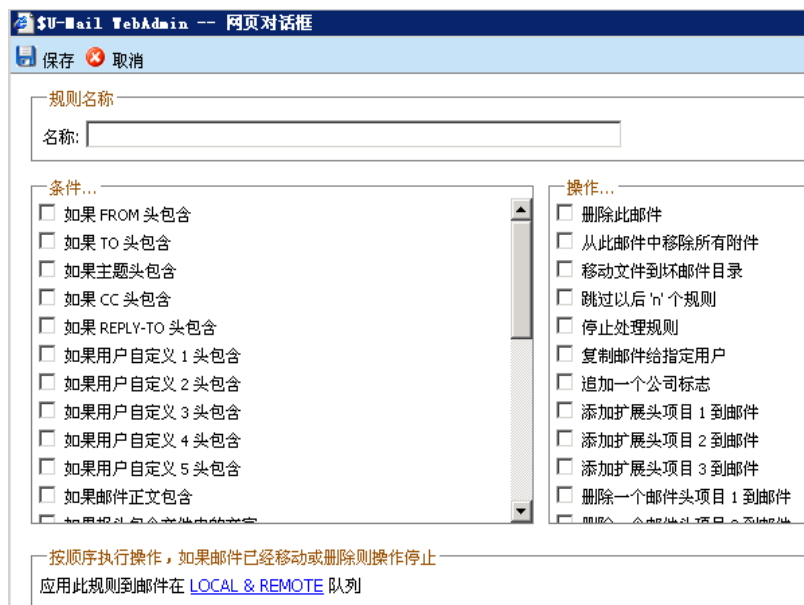 $U-Mail WebAdmin -- 网页对话框
保存 取消
规则名称
名称:
条件...
如果 FROM 头包含
如果 TO 头包含
如果主题头包含
如果 CC 头包含
如果 REPLY-TO 头包含
如果用户自定义 1 头包含
如果用户自定义 2 头包含
如果用户自定义 3 头包含
如果用户自定义 4 头包含
如果用户自定义 5 头包含
如果邮件正文包含
操作...
删除此邮件
从此邮件中移除所有附件
移动文件到坏邮件目录
跳过以后 'n' 个规则
停止处理规则
复制邮件给指定用户
追加一个公司标志
添加扩展头项目 1 到邮件
添加扩展头项目 2 到邮件
添加扩展头项目 3 到邮件
删除一个邮件头项目 1 到邮件
按顺序执行操作，如果邮件已经移动或删除则操作停止
应用此规则到邮件在 LOCAL & REMOTE 队列